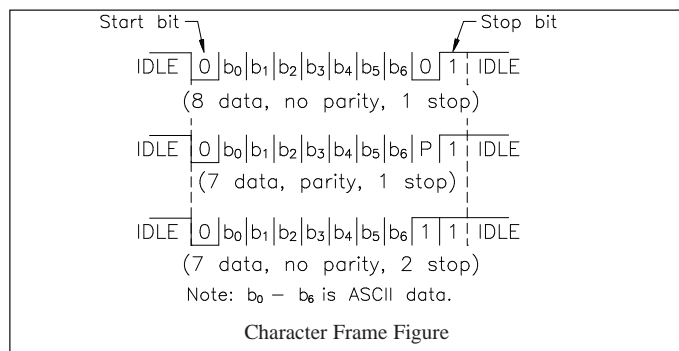 Start bit Stop bit
IDLE 0 b₀ b₁ b₂ b₃ b₄ b₅ b₆ 0 1 IDLE
(8 data, no parity, 1 stop)
IDLE 0 b₀ b₁ b₂ b₃ b₄ b₅ b₆ P 1 IDLE
(7 data, parity, 1 stop)
IDLE 0 b₀ b₁ b₂ b₃ b₄ b₅ b₆ 1 1 IDLE
(7 data, no parity, 2 stop)
Note: b₀ – b₆ is ASCII data.
Character Frame Figure